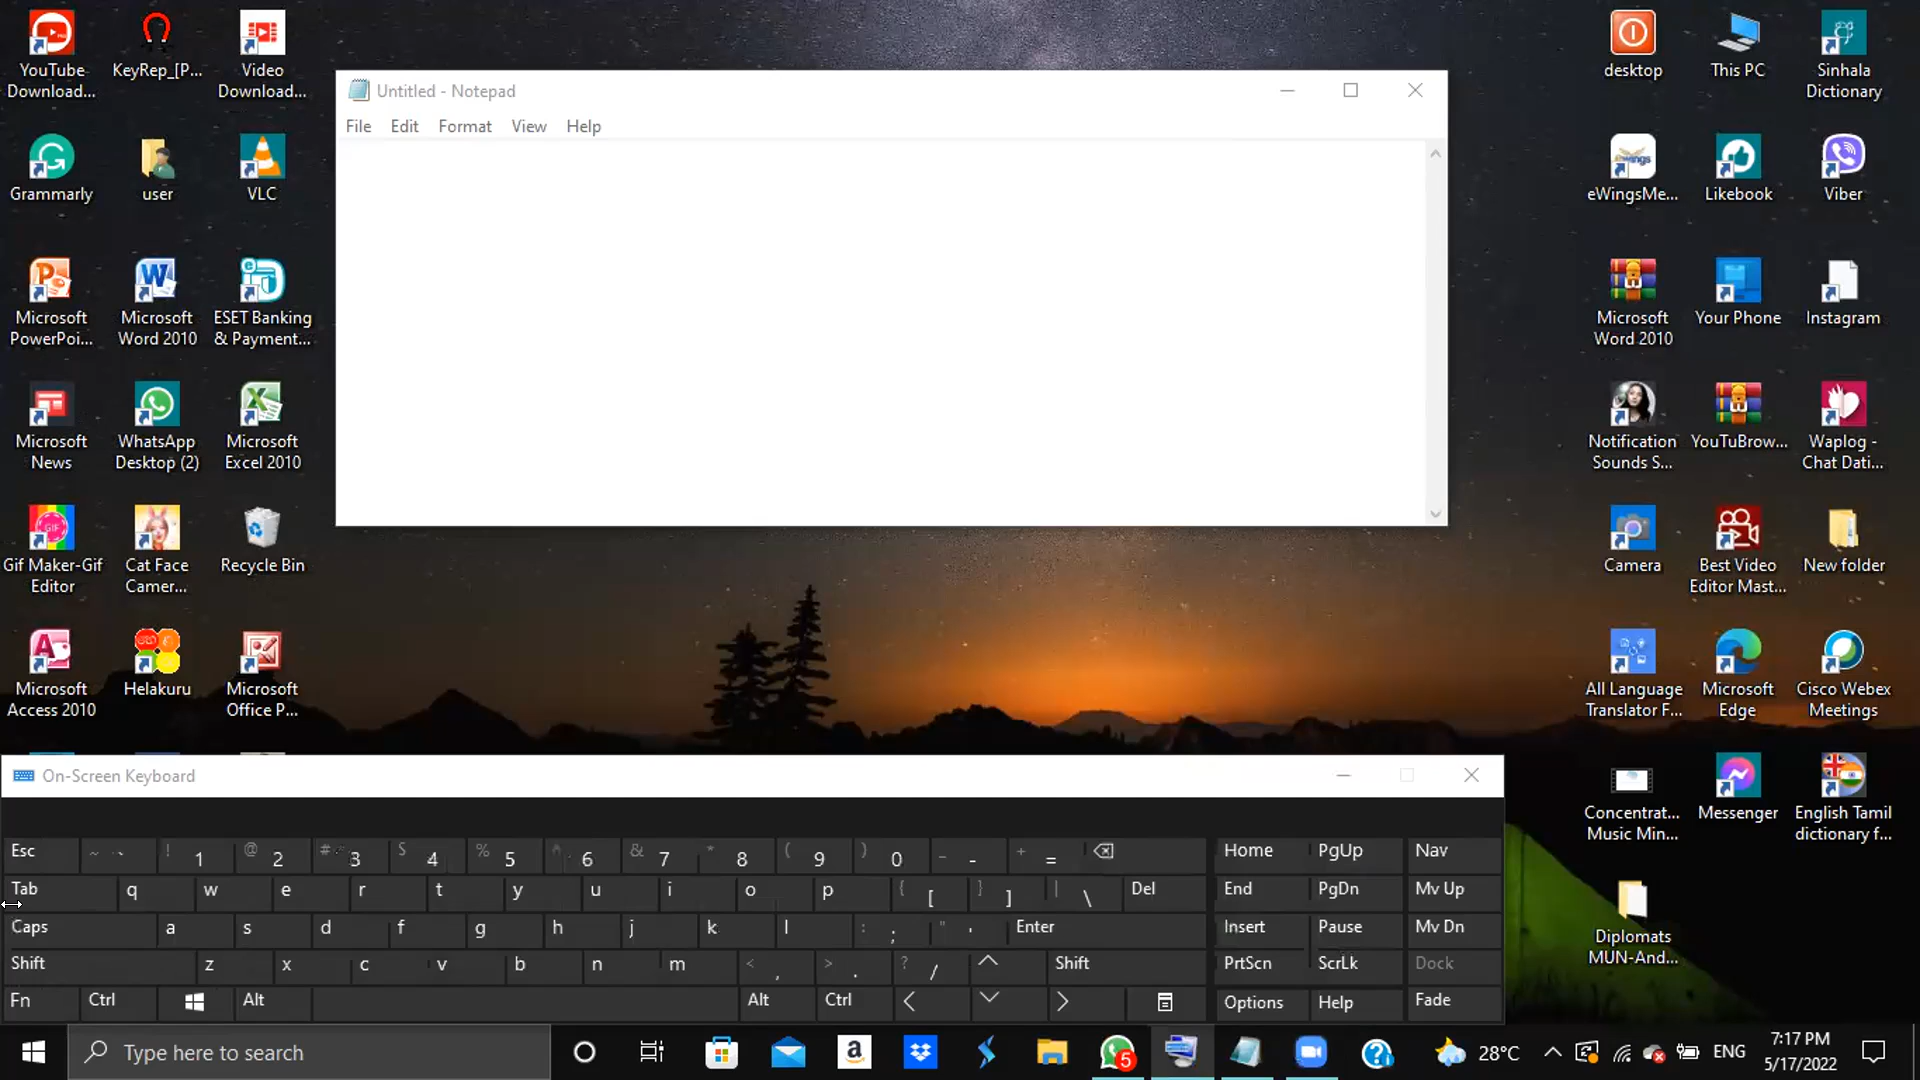 YouTube
Download...
KeyRep_[P...
Video
Download...
Grammarly
user
VLC
Microsoft
PowerPoi...
Microsoft
Word 2010
ESET Banking
& Payment...
Microsoft
News
WhatsApp
Desktop (2)
Microsoft
Excel 2010
Gif Maker-Gif
Editor
Cat Face
Camer...
Recycle Bin
Microsoft
Access 2010
Helakuru
Microsoft
Office P...
Untitled - Notepad
File Edit Format View Help
desktop
This PC
Sinhala
Dictionary
eWingsMe...
Likebook
Viber
Microsoft
Word 2010
Your Phone
Instagram
Notification
Sounds S...
YouTuBrow...
Waplog -
Chat Dati...
Camera
Best Video
Editor Mast...
New folder
All Language
Translator F...
Microsoft
Edge
Cisco Webex
Meetings
Concentrat...
Music Min...
Messenger
English Tamil
dictionary f...
Diplomats
MUN-And...
On-Screen Keyboard
Esc ~ ` ! 1 @ 2 # 3 $ 4 % 5 ^ 6 & 7 * 8 ( 9 ) 0 _ - + = Home PgUp Nav
Tab q w e r t y u i o p { [ } ] | \ Del End PgDn Mv Up
Caps a s d f g h j k l : ; " ' Enter Insert Pause Mv Dn
Shift z x c v b n m < , > . ? / Shift PrtScn ScrLk Dock
Fn Ctrl Alt Alt Ctrl Options Help Fade
Type here to search
5
28°C
ENG
7:17 PM
5/17/2022